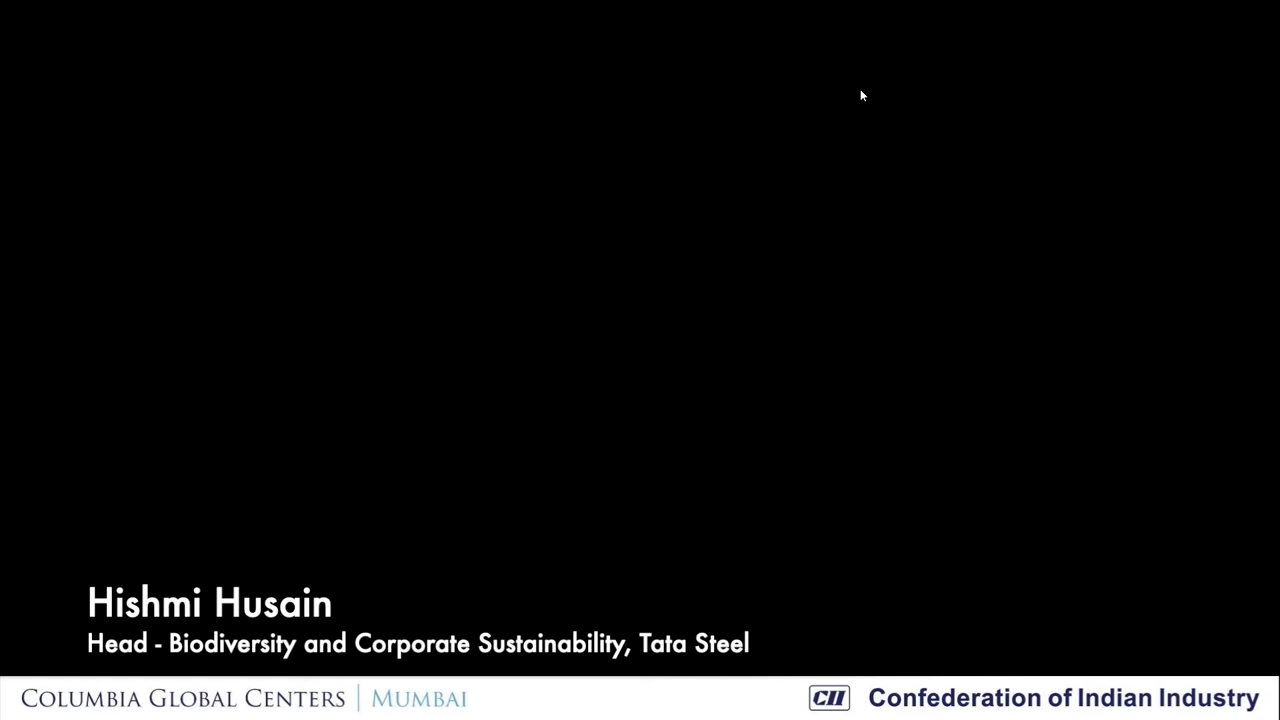 Hishmi Husain
Head - Biodiversity and Corporate Sustainability, Tata Steel
COLUMBIA GLOBAL CENTERS | MUMBAI
CII Confederation of Indian Industry